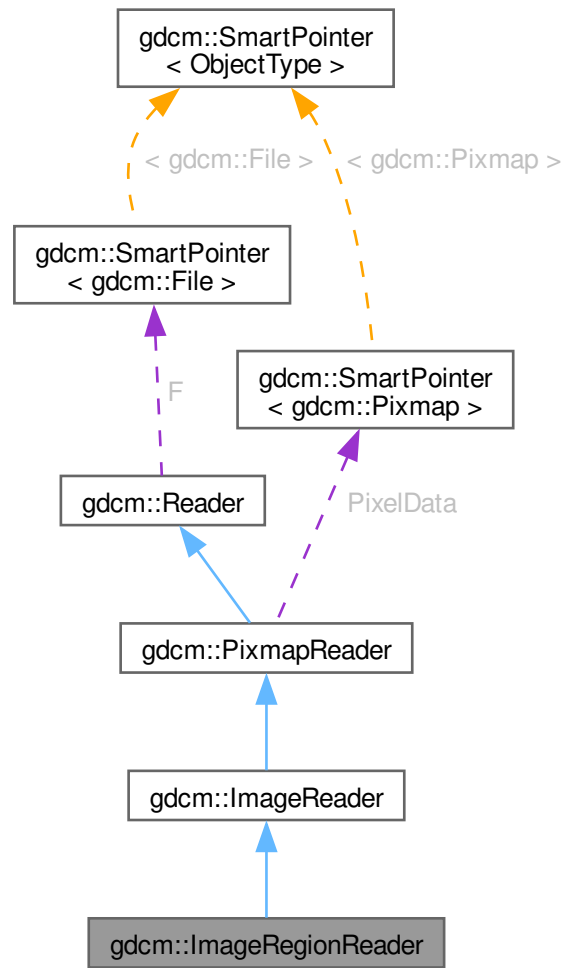 gdcm::SmartPointer
< ObjectType >
< gdcm::File >
< gdcm::Pixmap >
gdcm::SmartPointer
< gdcm::File >
gdcm::SmartPointer
< gdcm::Pixmap >
F
gdcm::Reader
PixelData
gdcm::PixmapReader
gdcm::ImageReader
gdcm::ImageRegionReader